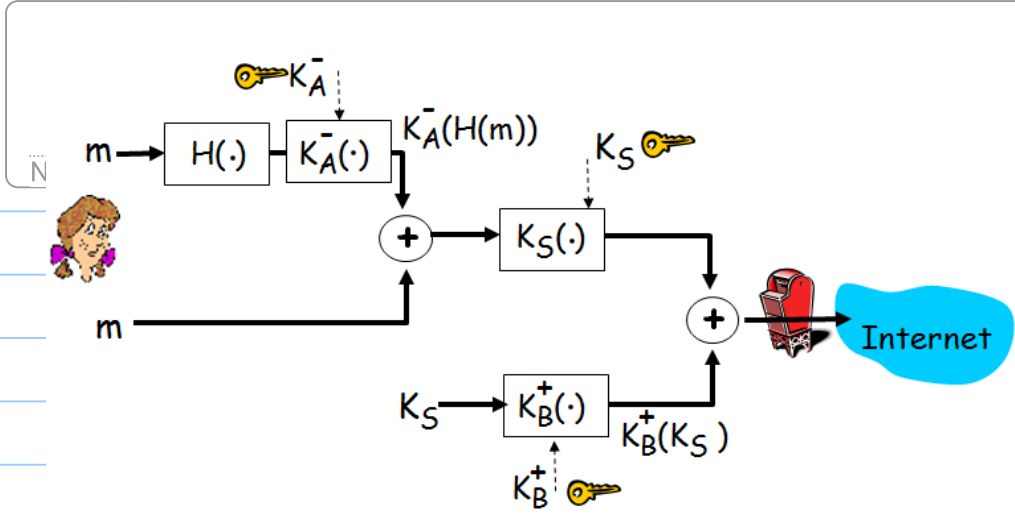 K_A^-
m
H(·)
K_A^-(·)
K_A^-(H(m))
K_S
N
+
K_S(·)
m
+
Internet
K_S
K_B^+(·)
K_B^+(K_S )
K_B^+